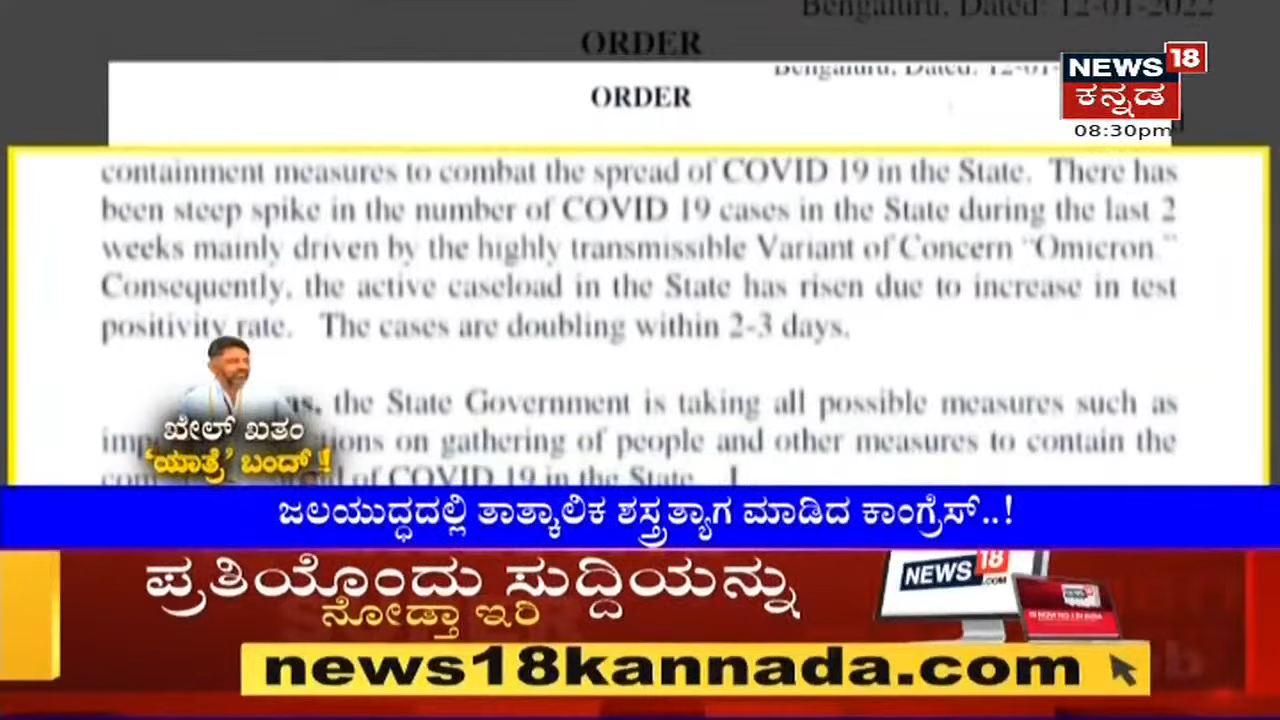 Bengaluru, Dated: 12-01-2022
ORDER
Bengaluru, Dated: 12-01-
ORDER
NEWS 18
ಕನ್ನಡ
08:30pm
containment measures to combat the spread of COVID 19 in the State. There has
been steep spike in the number of COVID 19 cases in the State during the last 2
weeks mainly driven by the highly transmissible Variant of Concern "Omicron."
Consequently, the active caseload in the State has risen due to increase in test
positivity rate. The cases are doubling within 2-3 days.
the State Government is taking all possible measures such as
on gathering of people and other measures to contain the
of COVID 19 in the State.
ಖೇಲ್ ಖತಂ
'ಯಾತ್ರೆ' ಬಂದ್ !
ಜಲಯುದ್ಧದಲ್ಲಿ ತಾತ್ಕಾಲಿಕ ಶಸ್ತ್ರತ್ಯಾಗ ಮಾಡಿದ ಕಾಂಗ್ರೆಸ್..!
ಪ್ರತಿಯೊಂದು ಸುದ್ದಿಯನ್ನು
ನೋಡ್ತಾ ಇರಿ
NEWS 18
.COM
news18kannada.com